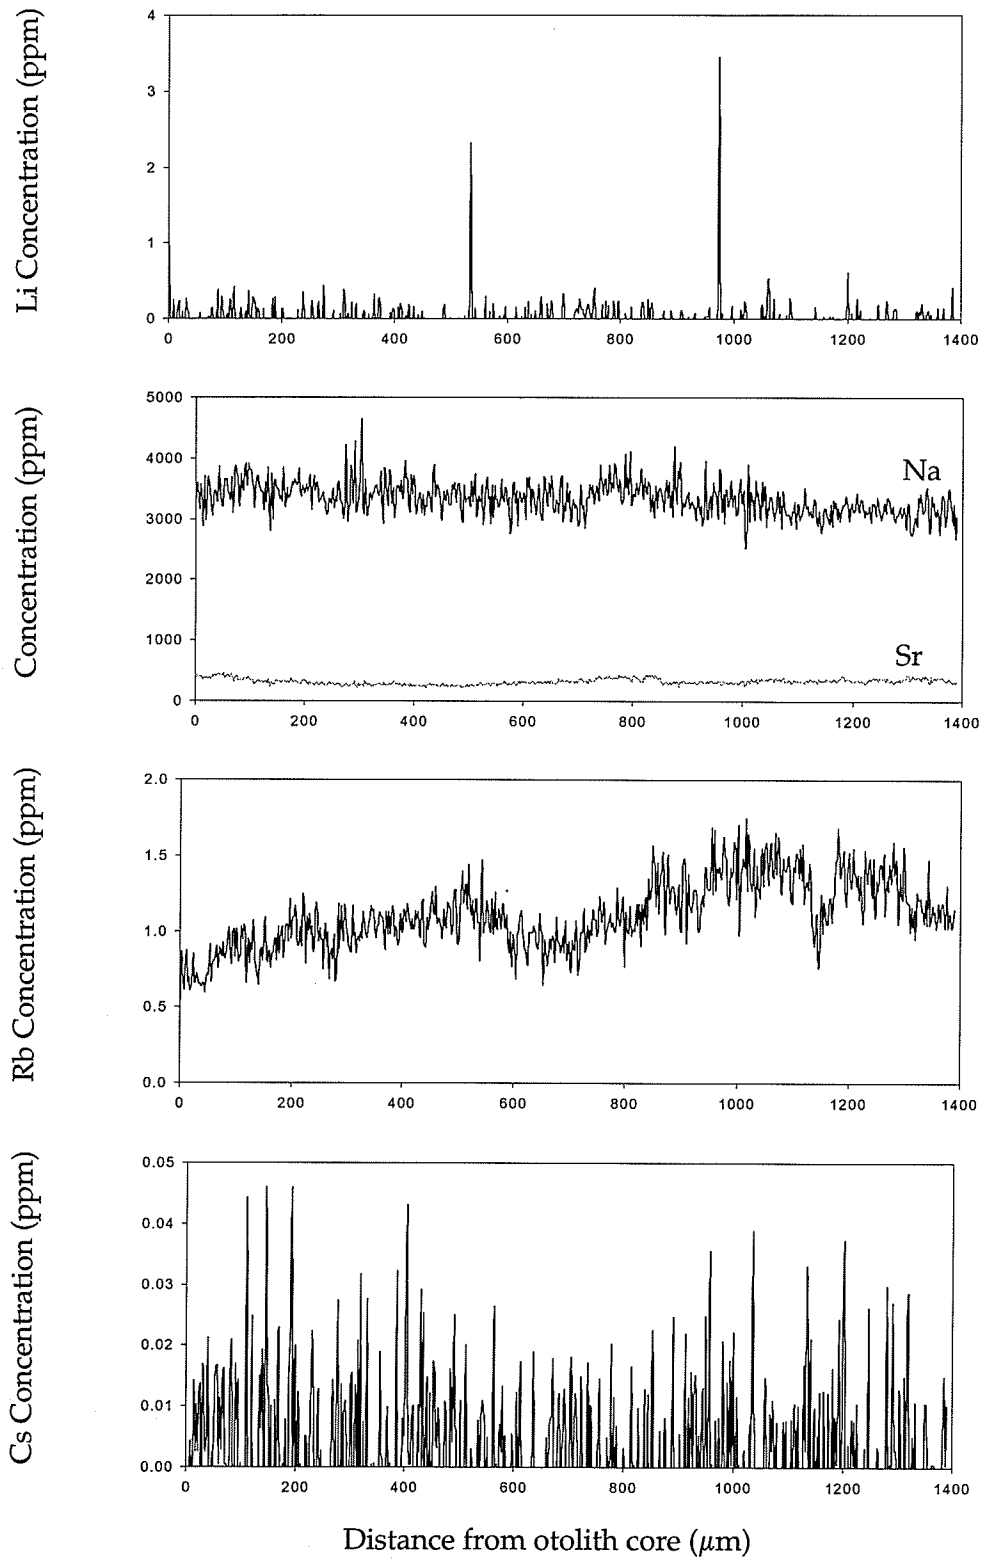 Li Concentration (ppm)
4
3
2
1
0
0 200 400 600 800 1000 1200 1400
Concentration (ppm)
5000
4000
3000
2000
1000
0
Na
Sr
0 200 400 600 800 1000 1200 1400
Rb Concentration (ppm)
2.0
1.5
1.0
0.5
0.0
0 200 400 600 800 1000 1200 1400
Cs Concentration (ppm)
0.05
0.04
0.03
0.02
0.01
0.00
0 200 400 600 800 1000 1200 1400
Distance from otolith core (μm)